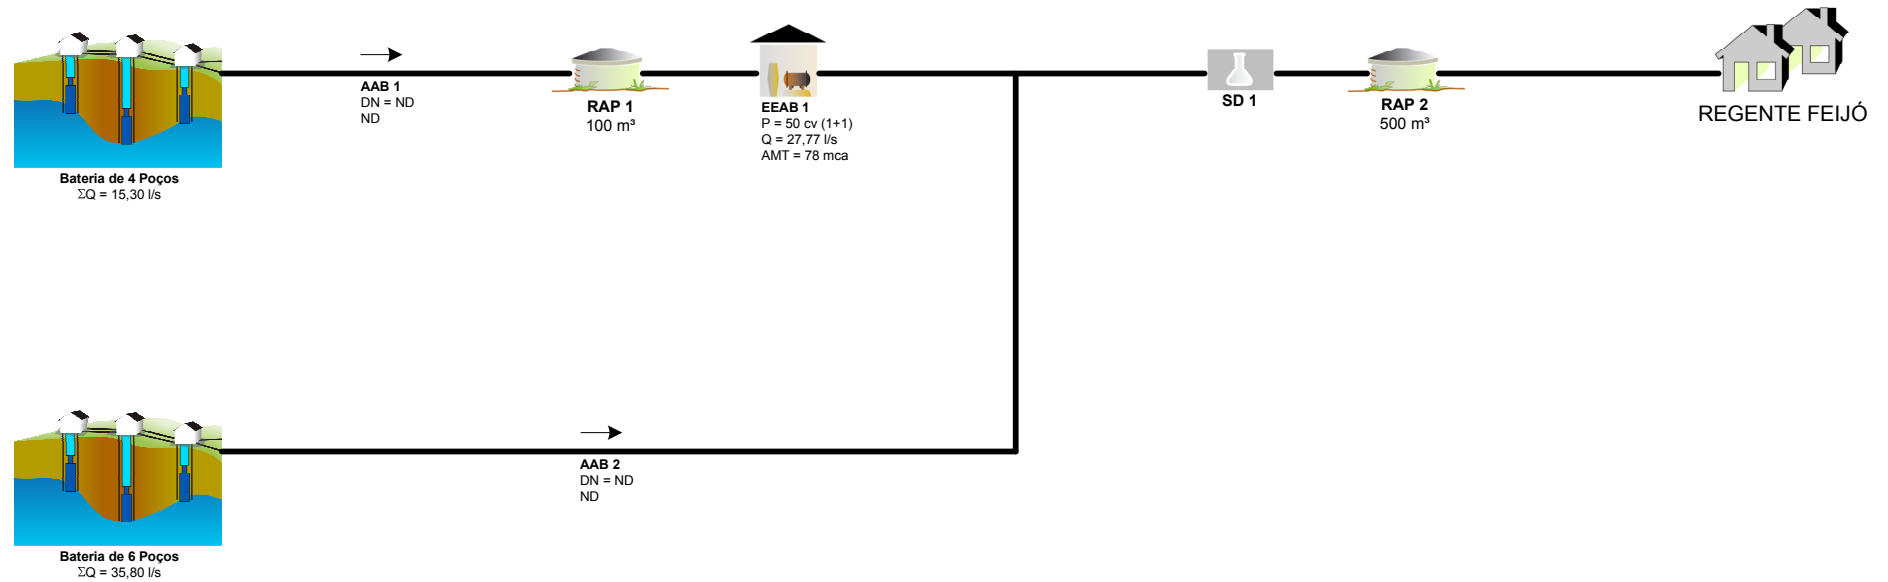 Bateria de 4 Poços
ΣQ = 15,30 l/s
AAB 1
DN = ND
ND
RAP 1
100 m³
EEAB 1
P = 50 cv (1+1)
Q = 27,77 l/s
AMT = 78 mca
SD 1
RAP 2
500 m³
REGENTE FEIJÓ
AAB 2
DN = ND
ND
Bateria de 6 Poços
ΣQ = 35,80 l/s